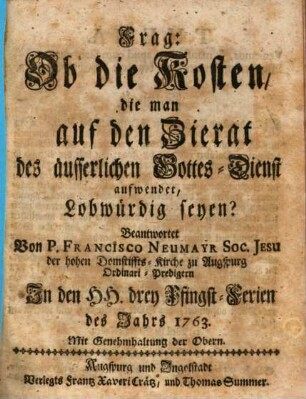 Frag:
Ob die Kosten/
die man
auf den Zierat
des äusserlichen Gottes-Dienst
aufwendet,
Lobwürdig seyen?
Beantwortet
Von P. FRANCISCO NEUMAYR SOC. JESU
der hohen Domstiffts-Kirche zu Augspurg
Ordinari-Predigern
In den HH. drey Pfingst-Ferien
des Jahrs 1763.
Mit Genehmhaltung der Obern.
Augspurg und Ingolstadt
Verlegts Frantz Xaveri Crätz, und Thomas Summer.